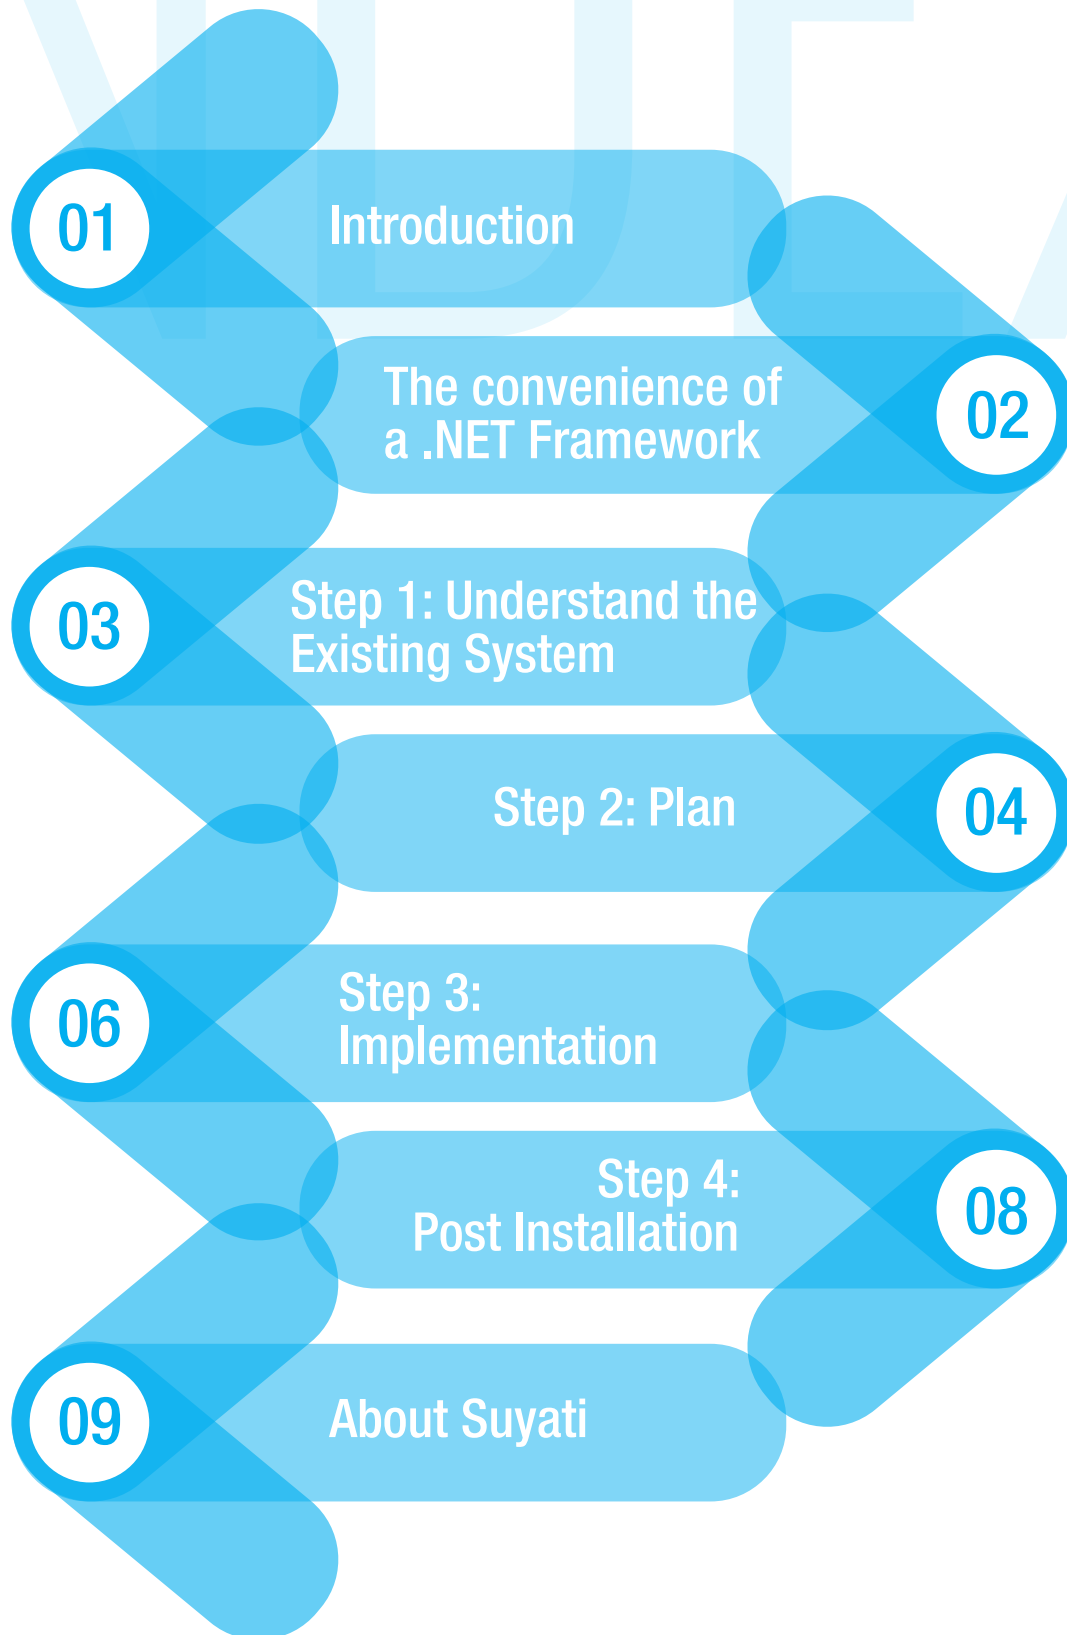 01
Introduction
The convenience of
a .NET Framework
02
03
Step 1: Understand the
Existing System
Step 2: Plan
04
06
Step 3:
Implementation
Step 4:
Post Installation
08
09
About Suyati